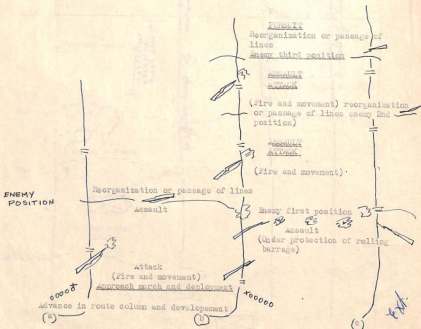 PURSUIT
Reorganization or passage of
lines
Enemy third position
ASSAULT
ATTACK
(Fire and movement) reorganization
or passage of lines enemy 2nd
position)
ASSAULT
ATTACK
(Fire and movement)
ENEMY
POSITION
Reorganization or passage of lines
Assault
Enemy first position
Assault
(Under protection of rolling
barrage)
Attack
(Fire and movement)
Approach march and deployment
Advance in route column and developement
(a)
(b)
(c)